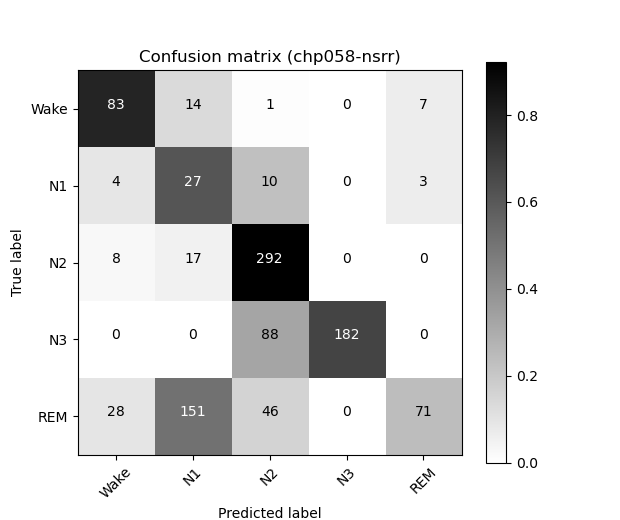 Confusion matrix (chp058-nsrr)
Wake 83 14 1 0 7
N1 4 27 10 0 3
N2 8 17 292 0 0
N3 0 0 88 182 0
REM 28 151 46 0 71
Wake N1 N2 N3 REM
Predicted label
True label
0.8
0.6
0.4
0.2
0.0